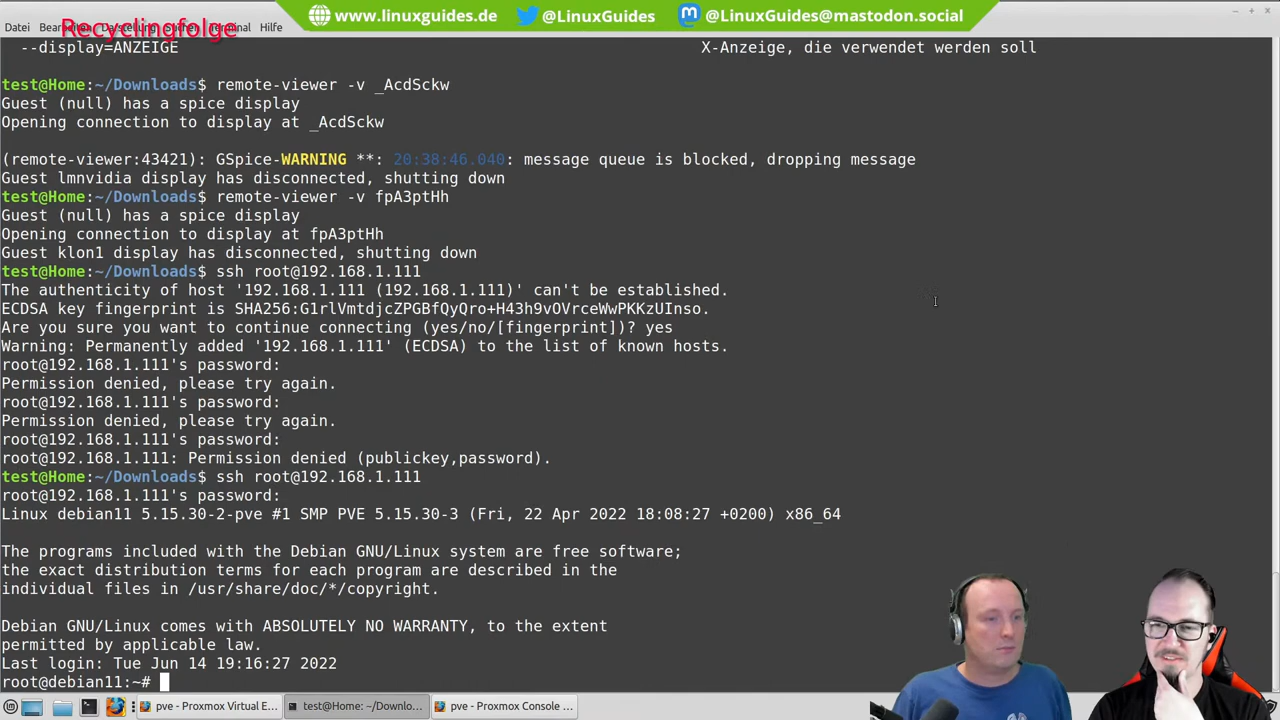 www.linuxguides.de @LinuxGuides @LinuxGuides@mastodon.social
Recyclingfolge
Datei Bearbeiten Darstellung Suchen Terminal Hilfe
--display=ANZEIGE X-Anzeige, die verwendet werden soll
test@Home:~/Downloads$ remote-viewer -v _AcdSckw
Guest (null) has a spice display
Opening connection to display at _AcdSckw
(remote-viewer:43421): GSpice-WARNING **: 20:38:46.040: message queue is blocked, dropping message
Guest lmnvidia display has disconnected, shutting down
test@Home:~/Downloads$ remote-viewer -v fpA3ptHh
Guest (null) has a spice display
Opening connection to display at fpA3ptHh
Guest klon1 display has disconnected, shutting down
test@Home:~/Downloads$ ssh root@192.168.1.111
The authenticity of host '192.168.1.111 (192.168.1.111)' can't be established.
ECDSA key fingerprint is SHA256:G1rlVmtdjcZPGBfQyQro+H43h9vOVrceWwPKKzUInso.
Are you sure you want to continue connecting (yes/no/[fingerprint])? yes
Warning: Permanently added '192.168.1.111' (ECDSA) to the list of known hosts.
root@192.168.1.111's password:
Permission denied, please try again.
root@192.168.1.111's password:
Permission denied, please try again.
root@192.168.1.111's password:
root@192.168.1.111: Permission denied (publickey,password).
test@Home:~/Downloads$ ssh root@192.168.1.111
root@192.168.1.111's password:
Linux debian11 5.15.30-2-pve #1 SMP PVE 5.15.30-3 (Fri, 22 Apr 2022 18:08:27 +0200) x86_64
The programs included with the Debian GNU/Linux system are free software;
the exact distribution terms for each program are described in the
individual files in /usr/share/doc/*/copyright.
Debian GNU/Linux comes with ABSOLUTELY NO WARRANTY, to the extent
permitted by applicable law.
Last login: Tue Jun 14 19:16:27 2022
root@debian11:~#
pve - Proxmox Virtual E... test@Home: ~/Downlo... pve - Proxmox Console ...